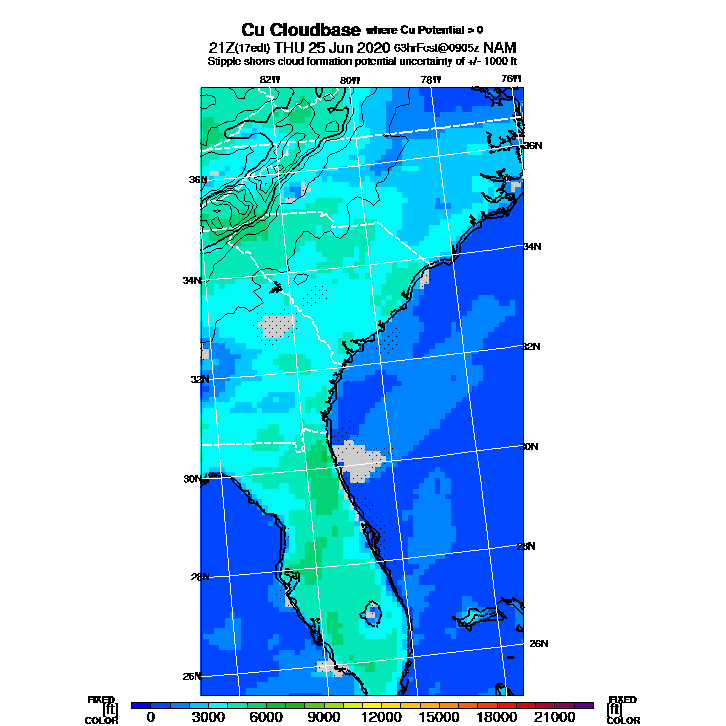 Cu Cloudbase where Cu Potential > 0
21Z(17edt) THU 25 Jun 2020 63hrFcst@0905z NAM
Stipple shows cloud formation potential uncertainty of +/- 1000 ft
82W 80W 78W 76W
36N
36N
34N
34N
32N
32N
30N
30N
28N
28N
26N
26N
FIXED FIXED
[ft] 0 3000 6000 9000 12000 15000 18000 21000 [ft]
COLOR COLOR